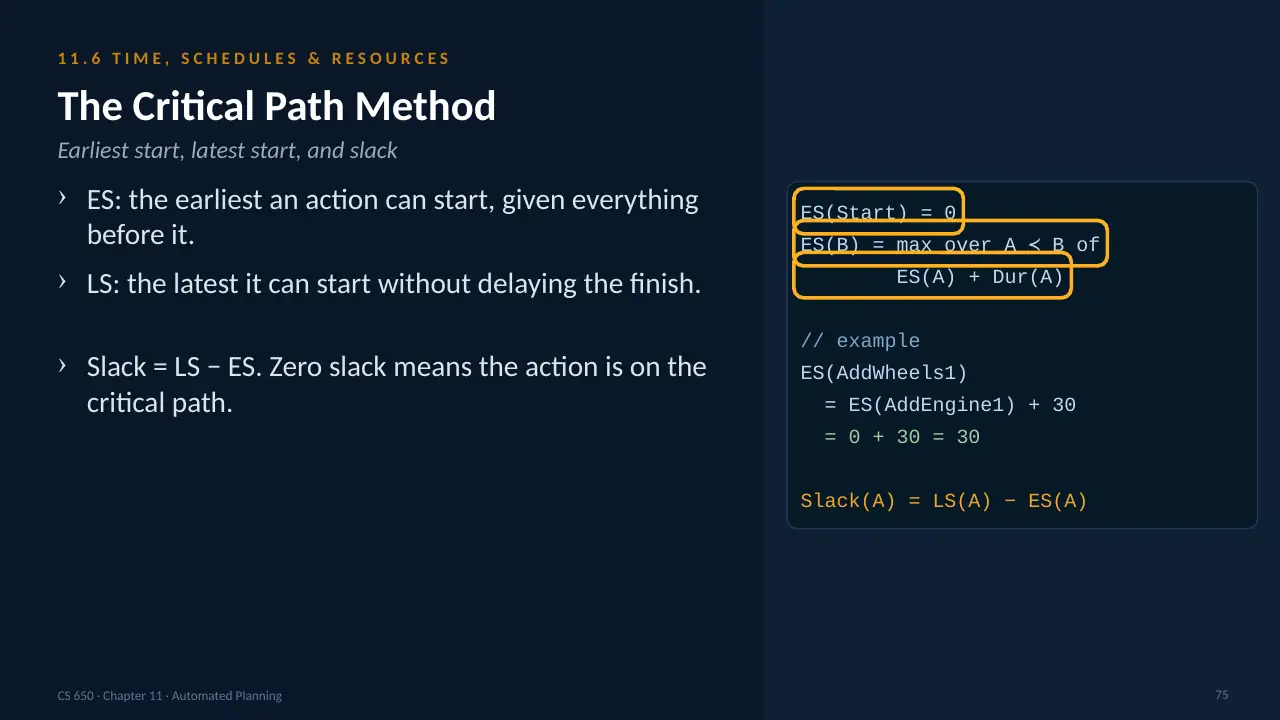 11.6 TIME, SCHEDULES & RESOURCES
The Critical Path Method
Earliest start, latest start, and slack
› ES: the earliest an action can start, given everything
before it.
› LS: the latest it can start without delaying the finish.
› Slack = LS − ES. Zero slack means the action is on the
critical path.
ES(Start) = 0
ES(B) = max over A ≺ B of
ES(A) + Dur(A)
// example
ES(AddWheels1)
= ES(AddEngine1) + 30
= 0 + 30 = 30
Slack(A) = LS(A) − ES(A)
CS 650 · Chapter 11 · Automated Planning
75